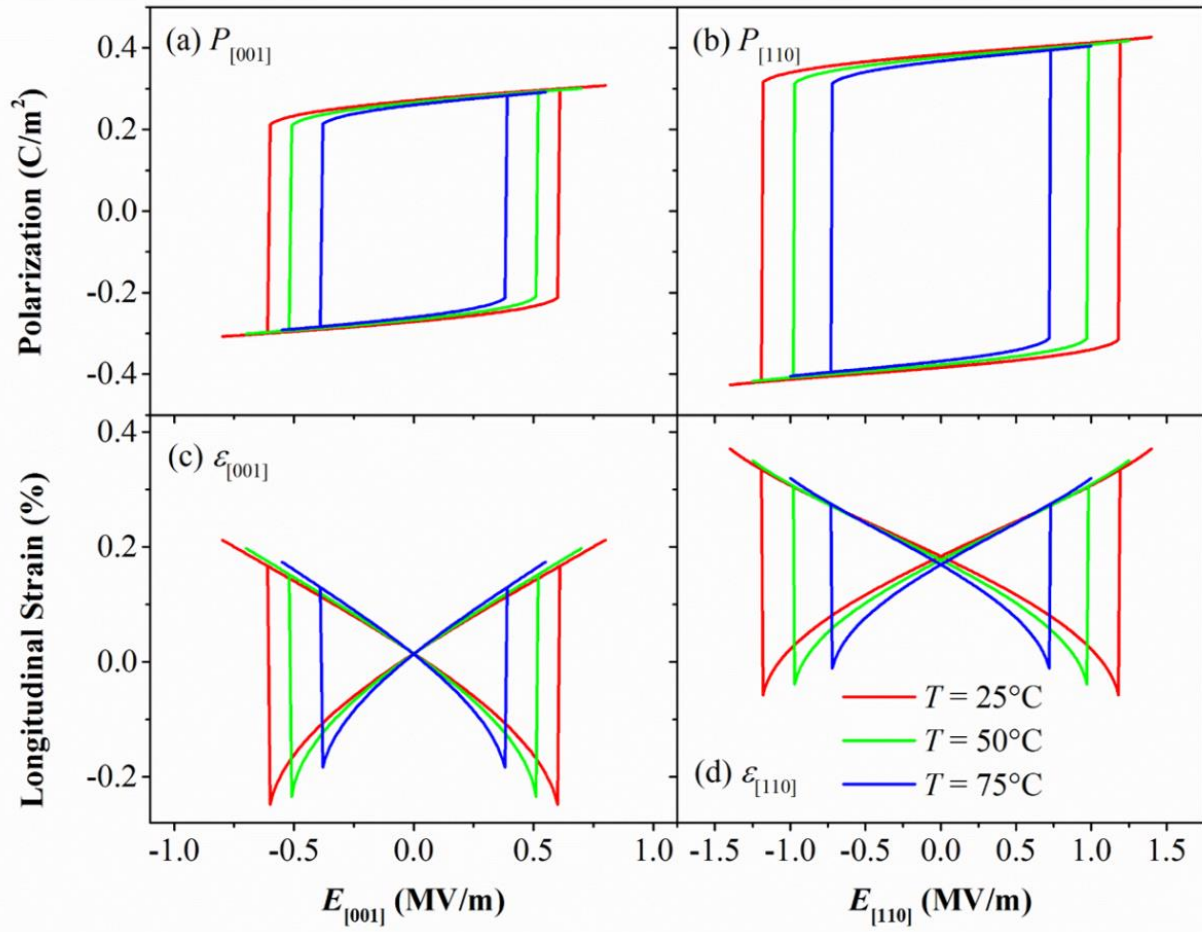 (a) P[001]
(b) P[110]
0.4
0.2
0.0
-0.2
-0.4
Polarization (C/m²)
(c) ε[001]
0.4
0.2
0.0
-0.2
Longitudinal Strain (%)
T = 25°C
T = 50°C
(d) ε[110]
T = 75°C
-1.0 -0.5 0.0 0.5 1.0
-1.5 -1.0 -0.5 0.0 0.5 1.0 1.5
E[001] (MV/m)
E[110] (MV/m)